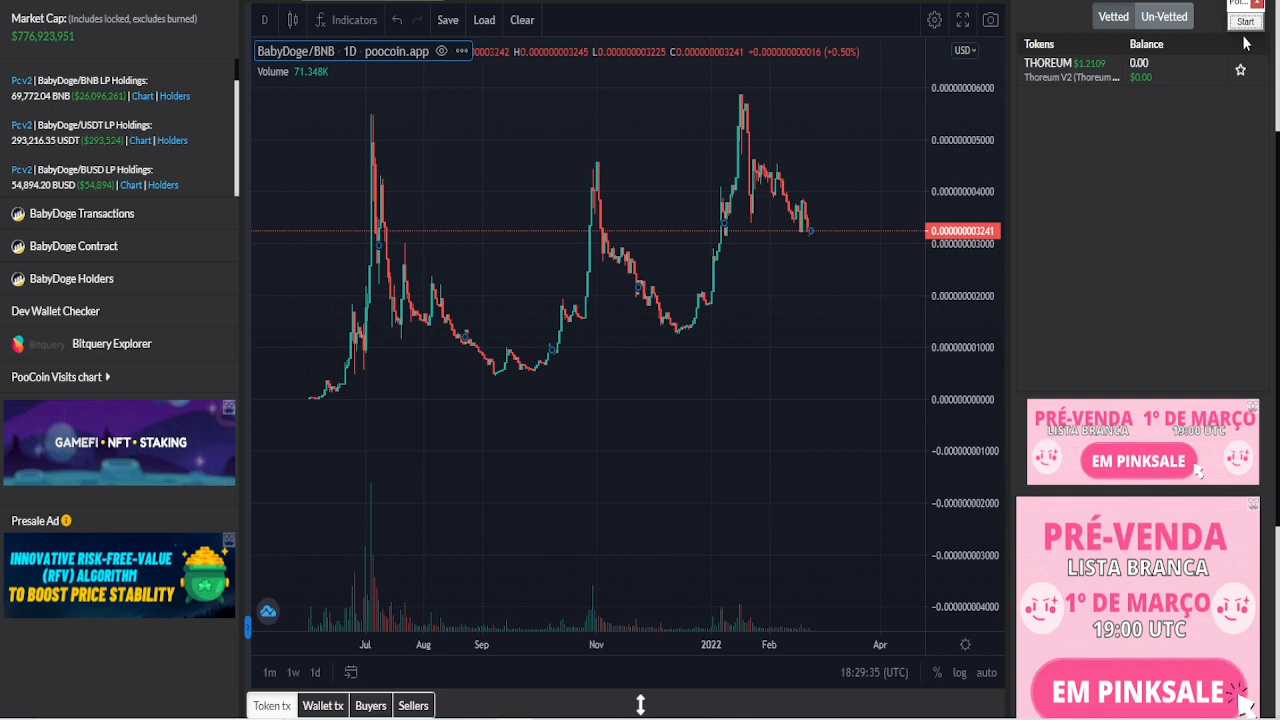 Market Cap: (Includes locked, excludes burned)
$776,923,951
Pc v2 | BabyDoge/BNB LP Holdings:
69,772.04 BNB ($26,096,261) | Chart | Holders
Pc v2 | BabyDoge/USDT LP Holdings:
293,216.35 USDT ($293,524) | Chart | Holders
Pc v2 | BabyDoge/BUSD LP Holdings:
54,894.20 BUSD ($54,894) | Chart | Holders
BabyDoge Transactions
BabyDoge Contract
BabyDoge Holders
Dev Wallet Checker
Bitquery Bitquery Explorer
PooCoin Visits chart
GAMEFI • NFT • STAKING
Presale Ad
INNOVATIVE RISK-FREE-VALUE
(RFV) ALGORITHM
TO BOOST PRICE STABILITY
D Indicators Save Load Clear
BabyDoge/BNB • 1D poocoin.app 0003242 H0.000000003245 L0.000000003225 C0.000000003241 +0.000000000016 (+0.50%)
Volume 71.348K
USD
0.000000006000
0.000000005000
0.000000004000
0.000000003241
0.000000003000
0.000000002000
0.000000001000
0.000000000000
−0.000000001000
−0.000000002000
−0.000000003000
−0.000000004000
Jul Aug Sep Nov 2022 Feb Apr
1m 1w 1d 18:29:35 (UTC) % log auto
Token tx Wallet tx Buyers Sellers
Start
Vetted Un-Vetted
Tokens Balance
THOREUM $1.2109 0.00
Thoreum V2 (Thoreum ... $0.00
PRÉ-VENDA 1º DE MARÇO
LISTA BRANCA 19:00 UTC
EM PINKSALE
PRÉ-VENDA
LISTA BRANCA
1º DE MARÇO
19:00 UTC
EM PINKSALE